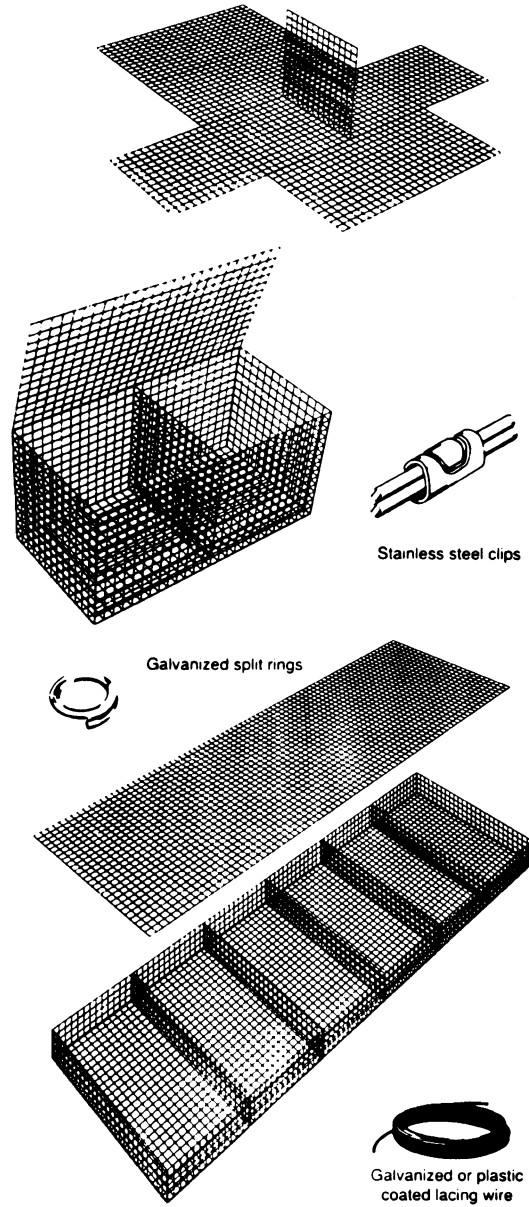 Stainless steel clips
Galvanized split rings
Galvanized or plastic
coated lacing wire